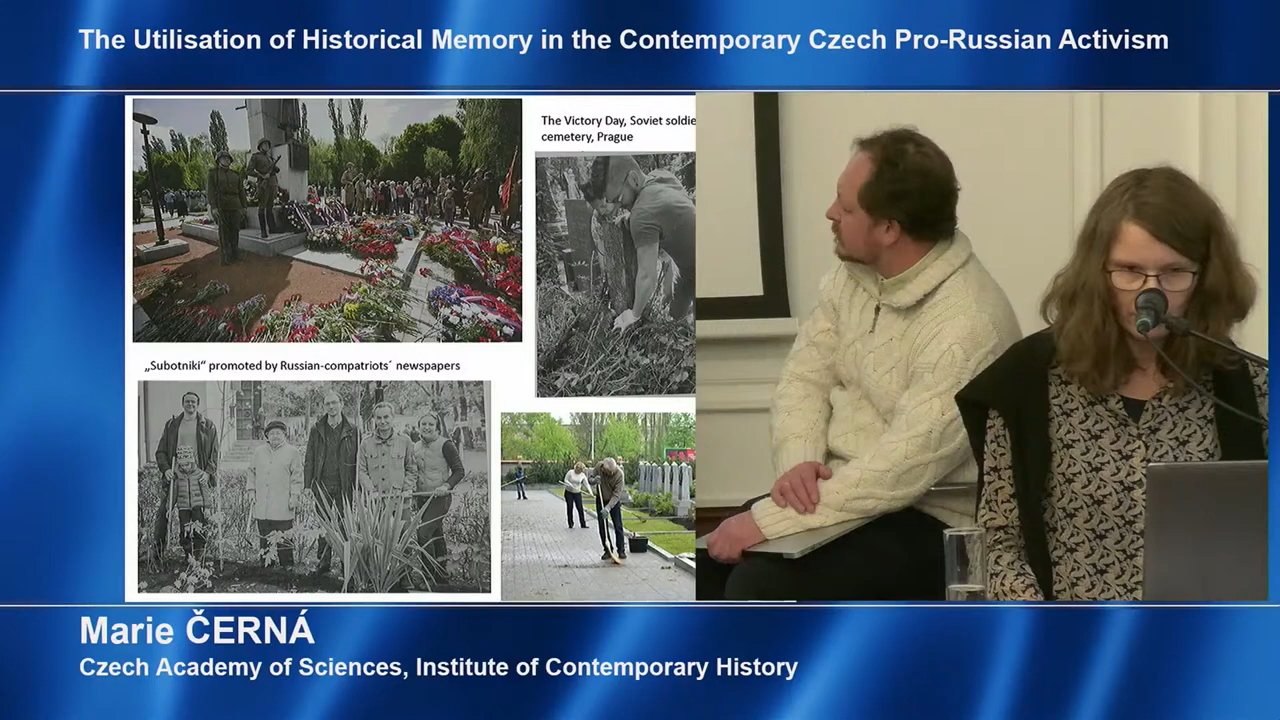 The Utilisation of Historical Memory in the Contemporary Czech Pro-Russian Activism
The Victory Day, Soviet soldie
cemetery, Prague
„Subotniki“ promoted by Russian-compatriots´ newspapers
Marie ČERNÁ
Czech Academy of Sciences, Institute of Contemporary History